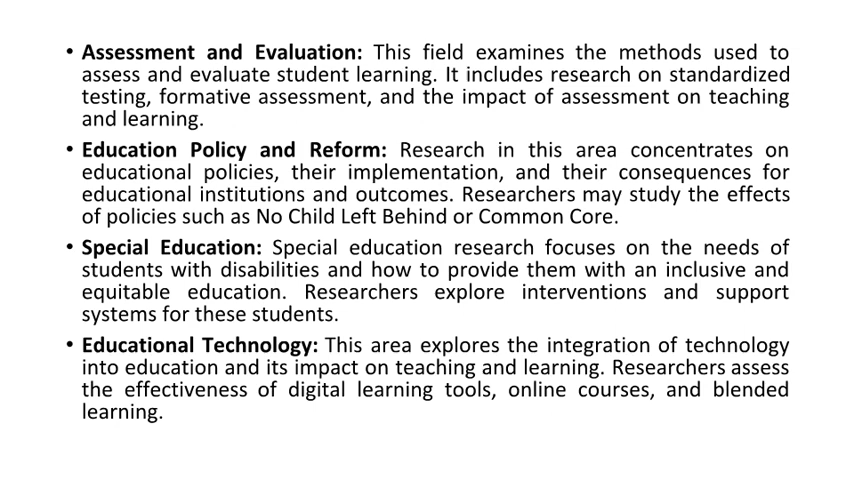 • Assessment and Evaluation: This field examines the methods used to
assess and evaluate student learning. It includes research on standardized
testing, formative assessment, and the impact of assessment on teaching
and learning.
• Education Policy and Reform: Research in this area concentrates on
educational policies, their implementation, and their consequences for
educational institutions and outcomes. Researchers may study the effects
of policies such as No Child Left Behind or Common Core.
• Special Education: Special education research focuses on the needs of
students with disabilities and how to provide them with an inclusive and
equitable education. Researchers explore interventions and support
systems for these students.
• Educational Technology: This area explores the integration of technology
into education and its impact on teaching and learning. Researchers assess
the effectiveness of digital learning tools, online courses, and blended
learning.